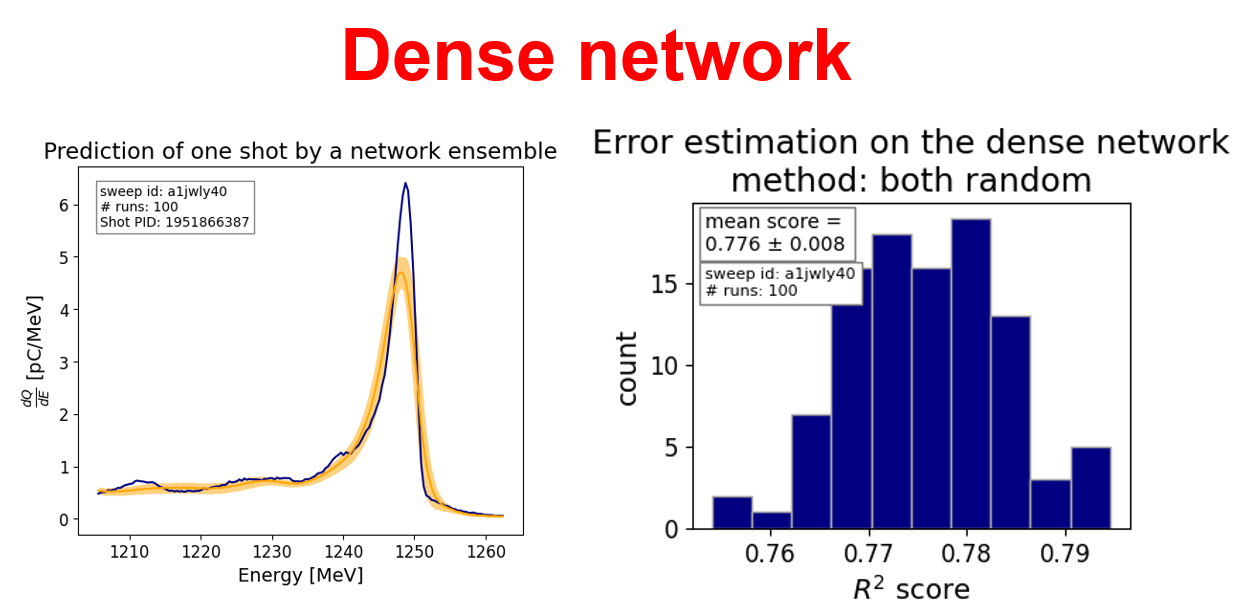 Dense network
Prediction of one shot by a network ensemble
sweep id: a1jwly40
# runs: 100
Shot PID: 1951866387
6
5
4
3
2
1
0
dQ/dE [pC/MeV]
1210 1220 1230 1240 1250 1260
Energy [MeV]
Error estimation on the dense network
method: both random
mean score =
0.776 ± 0.008
sweep id: a1jwly40
# runs: 100
15
10
5
0
count
0.76 0.77 0.78 0.79
R² score